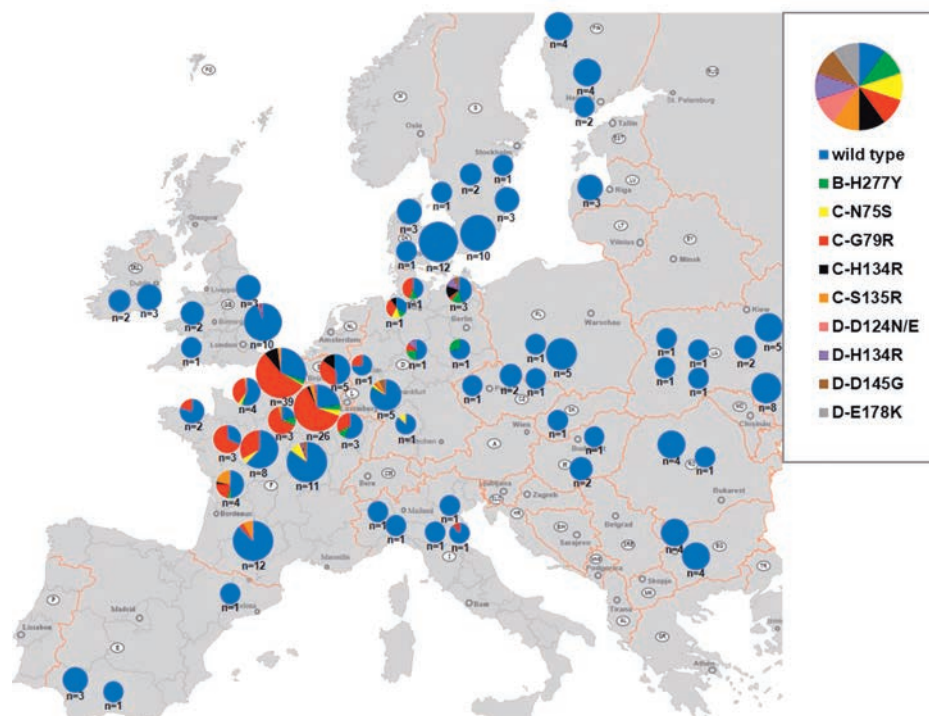 wild type
B-H277Y
C-N75S
C-G79R
C-H134R
C-S135R
D-D124N/E
D-H134R
D-D145G
D-E178K
n=4
n=4
n=2
St. Petersburg
Oslo
Tallin
Stockholm
n=1
n=2
n=1
n=3
n=3
Riga
n=3
Glasgow
n=1
n=12
n=10
Vilnius
Minsk
Dublin
n=2
n=3
n=3
n=2
n=10
London
n=1
n=1
n=1
n=3
Berlin
Amsterdam
Warschau
Kiew
n=1
n=1
n=1
n=5
n=1
n=1
n=2
n=5
n=39
n=5
n=1
n=5
n=1
n=2
n=1
n=1
n=1
n=8
n=4
n=2
n=3
n=26
Luxemburg
n=3
n=1
n=3
n=8
n=11
Wien
n=1
n=1
n=2
n=4
n=1
n=4
Bordeaux
Bern
Mailand
Ljubljana
Zagreb
Bukarest
Belgrad
n=12
n=1
n=1
n=1
n=1
n=1
Marseille
Sarajevo
n=4
n=4
Podgorica
Skopje
n=1
Rom
Tirana
Madrid
Lissabon
Athen
n=3
n=1